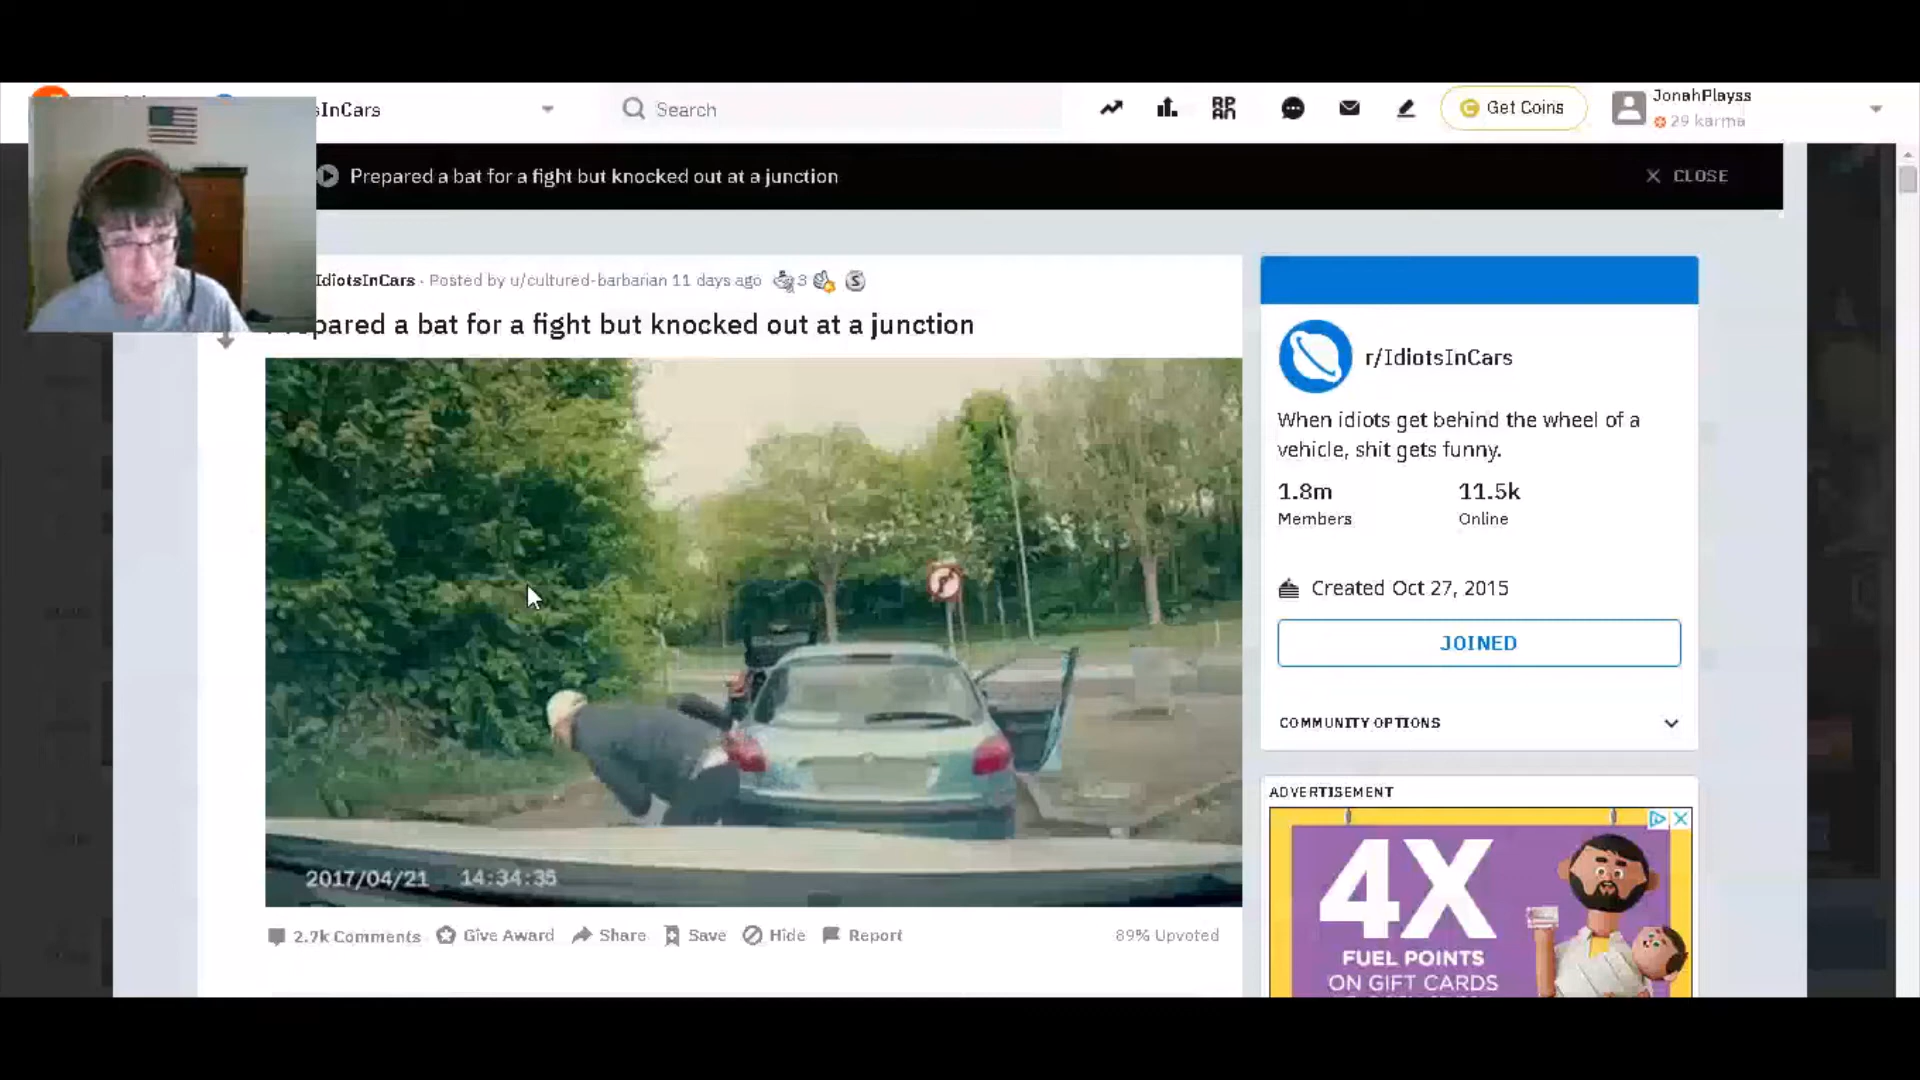 sInCars
Search
Get Coins
JonahPlayss
29 karma
Prepared a bat for a fight but knocked out at a junction
CLOSE
IdiotsInCars · Posted by u/cultured-barbarian 11 days ago 3
pared a bat for a fight but knocked out at a junction
2017/04/21 14:34:35
2.7k Comments Give Award Share Save Hide Report
89% Upvoted
r/IdiotsInCars
When idiots get behind the wheel of a
vehicle, shit gets funny.
1.8m 11.5k
Members Online
Created Oct 27, 2015
JOINED
COMMUNITY OPTIONS
ADVERTISEMENT
4X
FUEL POINTS
ON GIFT CARDS